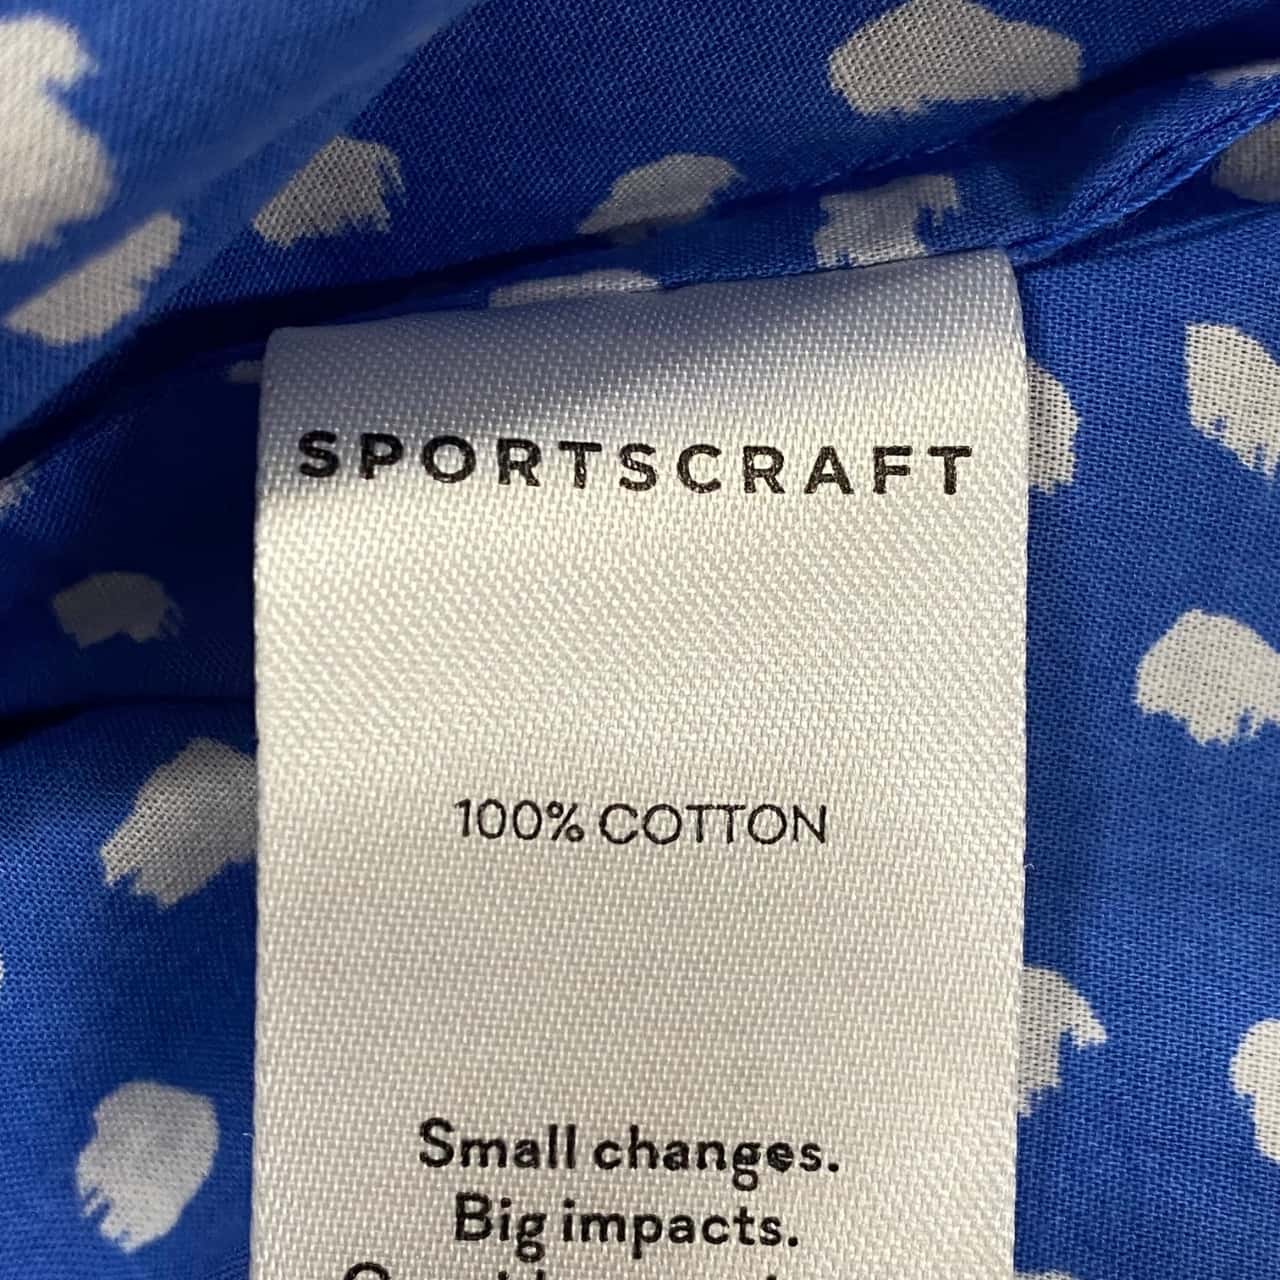 SPORTSCRAFT
100% COTTON
Small changes.
Big impacts.